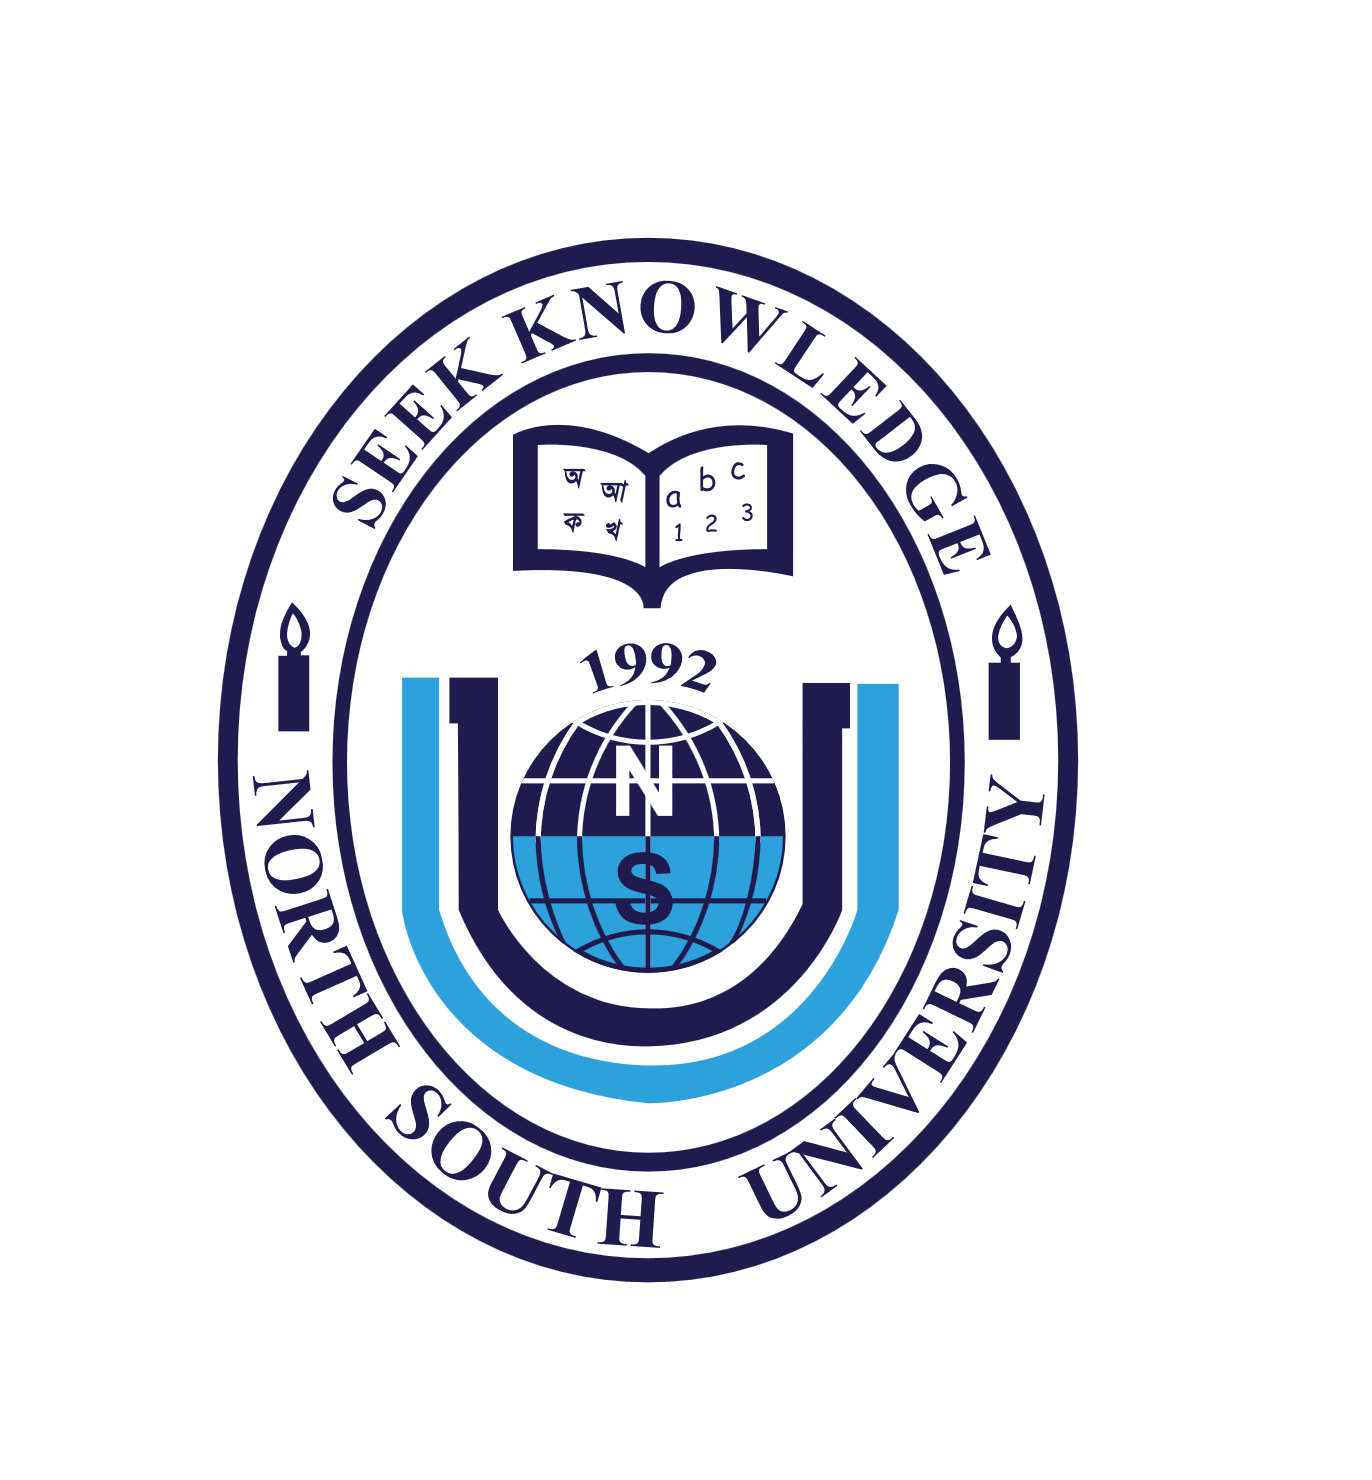 SEEK KNOWLEDGE
অ আ
ক খ
a b c
1 2 3
1992
N
S
NORTH SOUTH UNIVERSITY